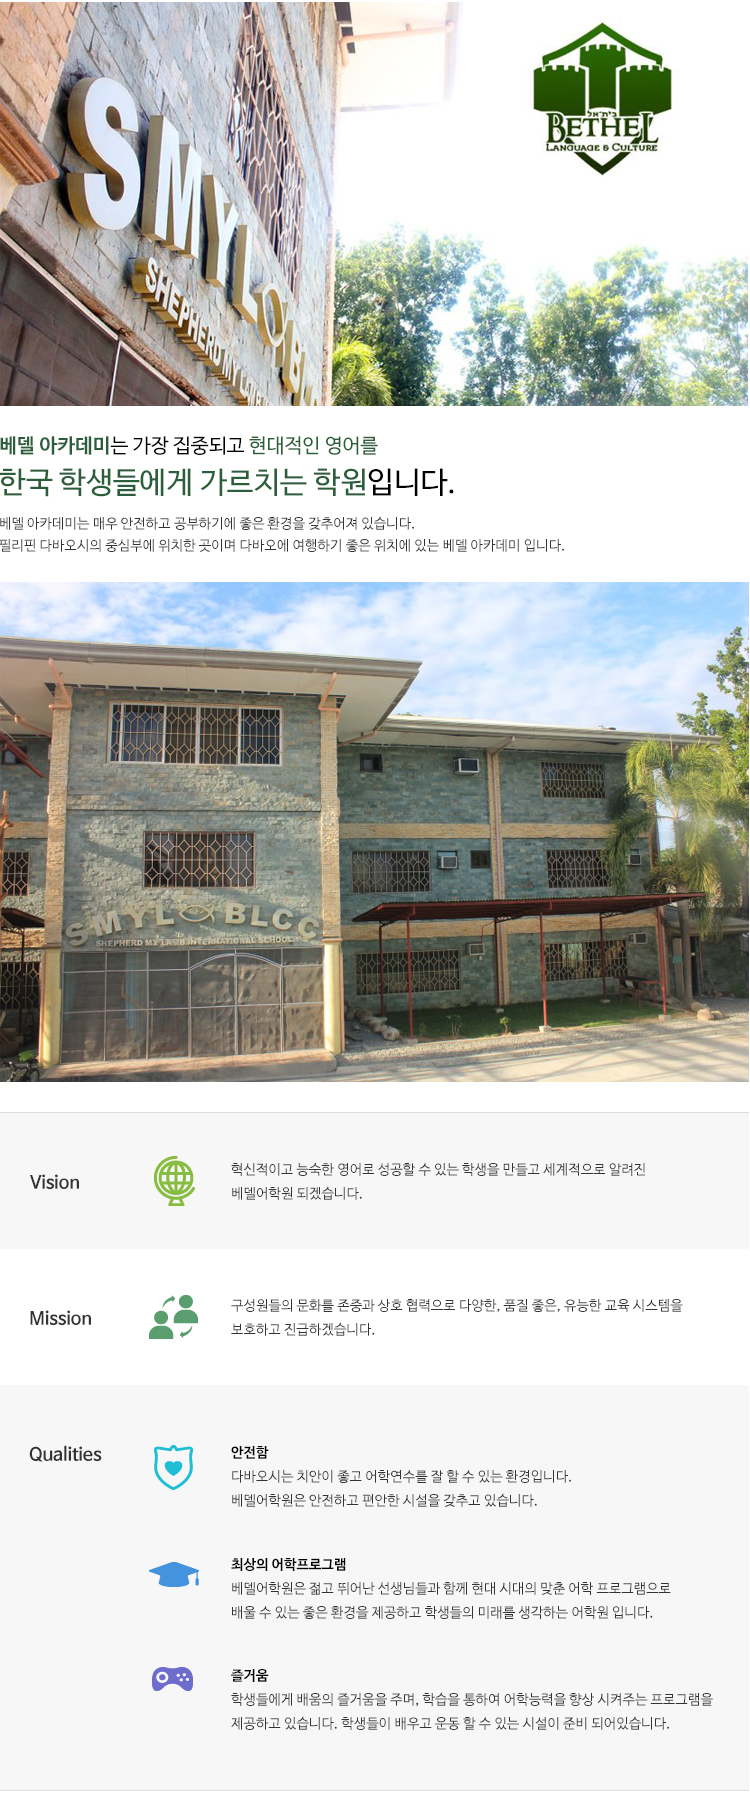 SMYL BL
SHEPHERD MY LAMB
בית אל
BETHEL
LANGUAGE & CULTURE
베델 아카데미는 가장 집중되고 현대적인 영어를
한국 학생들에게 가르치는 학원입니다.
베델 아카데미는 매우 안전하고 공부하기에 좋은 환경을 갖추어져 있습니다.
필리핀 다바오시의 중심부에 위치한 곳이며 다바오에 여행하기 좋은 위치에 있는 베델 아카데미 입니다.
SMYL BLCC
SHEPHERD MY LAMB INTERNATIONAL SCHOOL
Vision
혁신적이고 능숙한 영어로 성공할 수 있는 학생을 만들고 세계적으로 알려진
베델어학원 되겠습니다.
Mission
구성원들의 문화를 존중과 상호 협력으로 다양한, 품질 좋은, 유능한 교육 시스템을
보호하고 진급하겠습니다.
Qualities
안전함
다바오시는 치안이 좋고 어학연수를 잘 할 수 있는 환경입니다.
베델어학원은 안전하고 편안한 시설을 갖추고 있습니다.
최상의 어학프로그램
베델어학원은 젊고 뛰어난 선생님들과 함께 현대 시대의 맞춘 어학 프로그램으로
배울 수 있는 좋은 환경을 제공하고 학생들의 미래를 생각하는 어학원 입니다.
즐거움
학생들에게 배움의 즐거움을 주며, 학습을 통하여 어학능력을 향상 시켜주는 프로그램을
제공하고 있습니다. 학생들이 배우고 운동 할 수 있는 시설이 준비 되어있습니다.